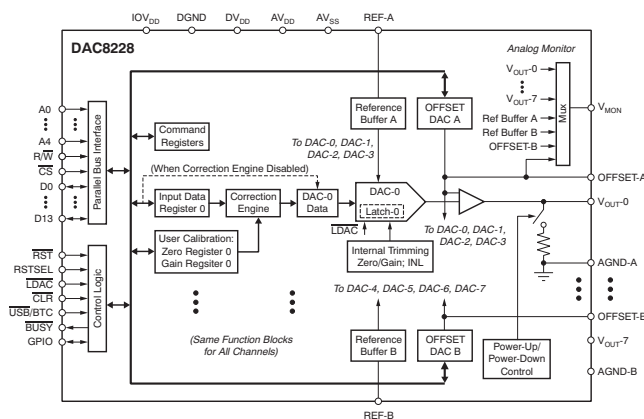 IOVDD DGND DVDD AVDD AVSS REF-A
DAC8228
Analog Monitor
VOUT-0
VOUT-7
Ref Buffer A
Ref Buffer B
OFFSET-B
Mux
VMON
A0
A4
R/W
CS
D0
D13
Parallel Bus Interface
Command
Registers
Reference
Buffer A
OFFSET
DAC A
To DAC-0, DAC-1,
DAC-2, DAC-3
(When Correction Engine Disabled)
OFFSET-A
Input Data
Register 0
Correction
Engine
DAC-0
Data
DAC-0
Latch-0
VOUT-0
LDAC
To DAC-0, DAC-1,
DAC-2, DAC-3
User Calibration:
Zero Register 0
Gain Regsister 0
Internal Trimming
Zero/Gain; INL
RST
RSTSEL
LDAC
CLR
USB/BTC
BUSY
GPIO
Control Logic
AGND-A
To DAC-4, DAC-5, DAC-6, DAC-7
OFFSET-B
(Same Function Blocks
for All Channels)
Reference
Buffer B
OFFSET
DAC B
Power-Up/
Power-Down
Control
VOUT-7
AGND-B
REF-B